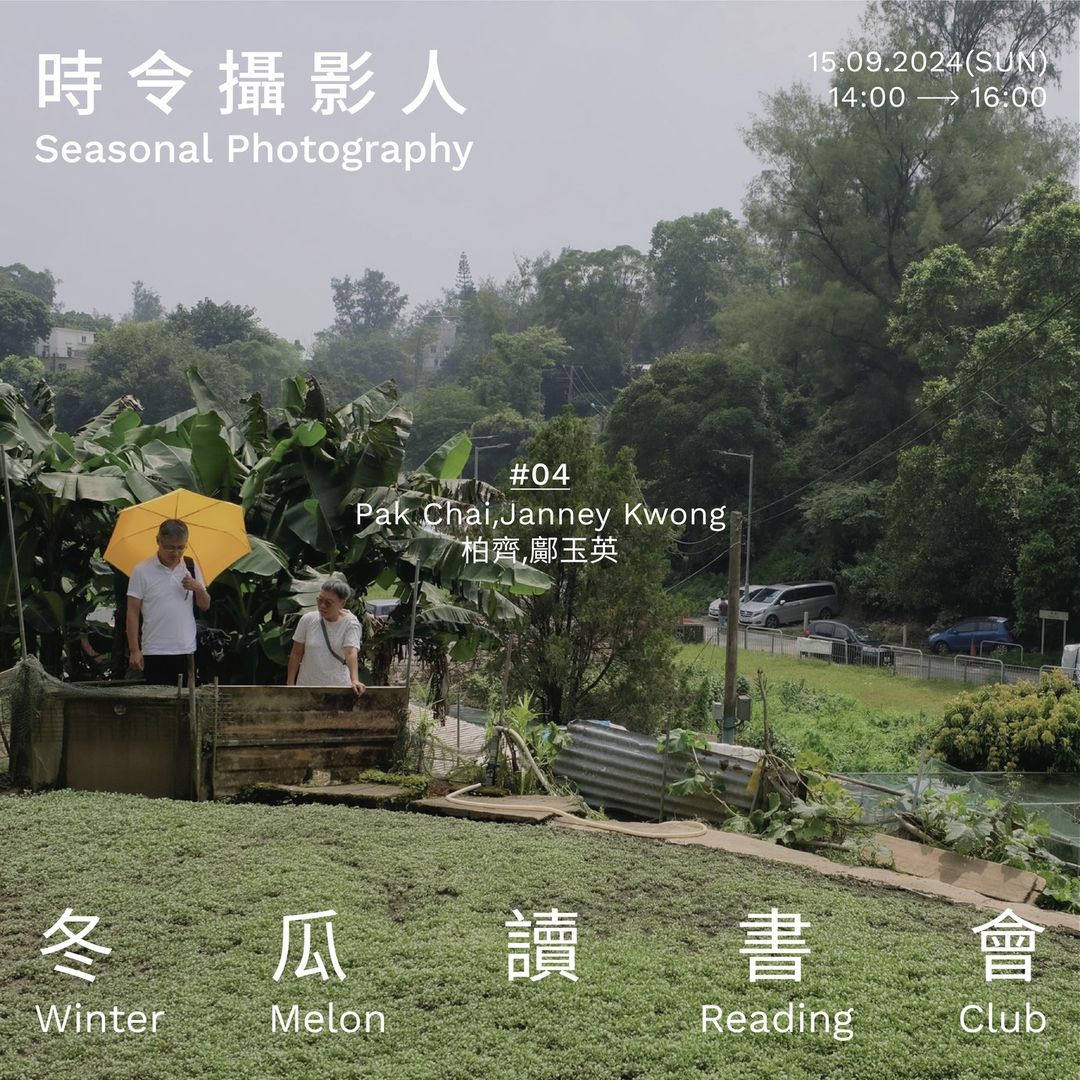 時令攝影人
Seasonal Photography
15.09.2024(SUN)
14:00 → 16:00
#04
Pak Chai,Janney Kwong
柏齊,鄺玉英
冬瓜讀書會
Winter Melon Reading Club